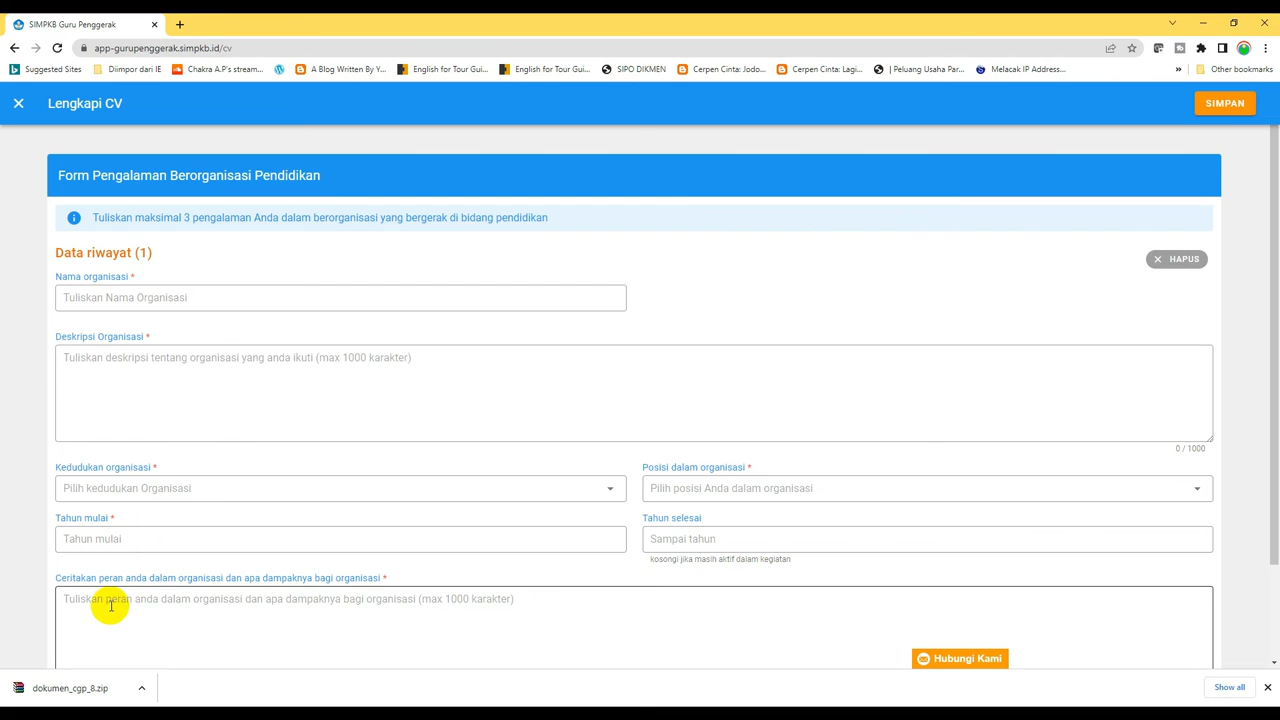 SIMPKB Guru Penggerak
app-gurupenggerak.simpkb.id/cv
Suggested Sites
Diimpor dari IE
Chakra A.P's stream...
A Blog Written By Y...
English for Tour Gui...
English for Tour Gui...
SIPO DIKMEN
Cerpen Cinta: Jodo...
Cerpen Cinta: Lagi...
| Peluang Usaha Par...
Melacak IP Address...
»
Other bookmarks
Lengkapi CV
SIMPAN
Form Pengalaman Berorganisasi Pendidikan
Tuliskan maksimal 3 pengalaman Anda dalam berorganisasi yang bergerak di bidang pendidikan
Data riwayat (1)
HAPUS
Nama organisasi *
Tuliskan Nama Organisasi
Deskripsi Organisasi *
Tuliskan deskripsi tentang organisasi yang anda ikuti (max 1000 karakter)
0 / 1000
Kedudukan organisasi *
Posisi dalam organisasi *
Pilih kedudukan Organisasi
Pilih posisi Anda dalam organisasi
Tahun mulai *
Tahun selesai
Tahun mulai
Sampai tahun
kosongi jika masih aktif dalam kegiatan
Ceritakan peran anda dalam organisasi dan apa dampaknya bagi organisasi *
Tuliskan peran anda dalam organisasi dan apa dampaknya bagi organisasi (max 1000 karakter)
Hubungi Kami
dokumen_cgp_8.zip
Show all